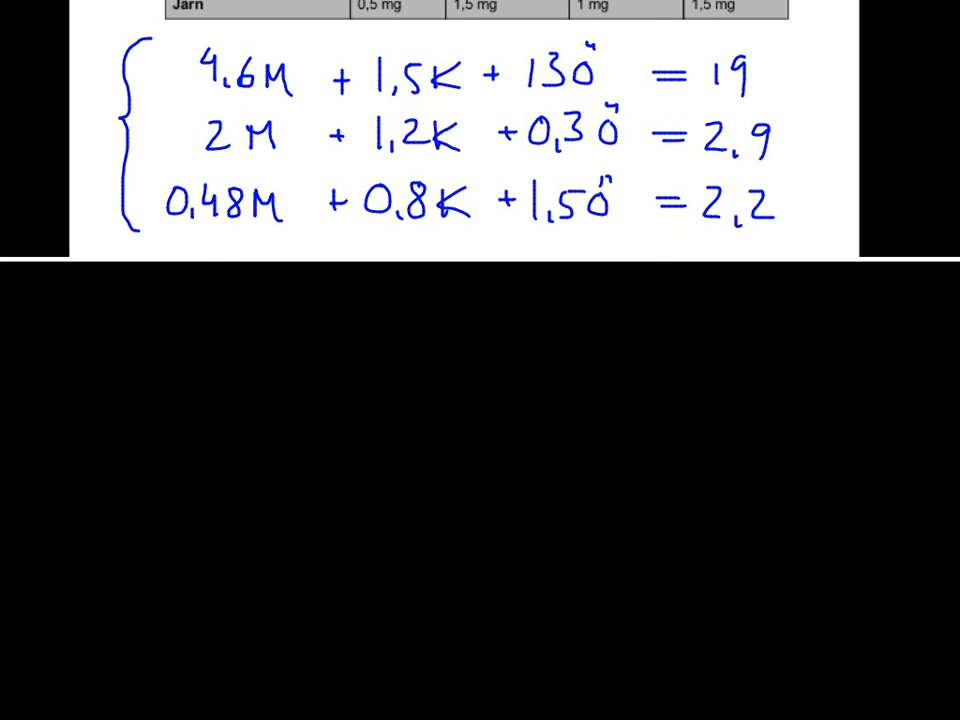 Järn 0,5 mg 1,5 mg 1 mg 1,5 mg
4,6M + 1,5K + 13Ö = 19
2M + 1,2K + 0,3Ö = 2,9
0,48M + 0,8K + 1,5Ö = 2,2